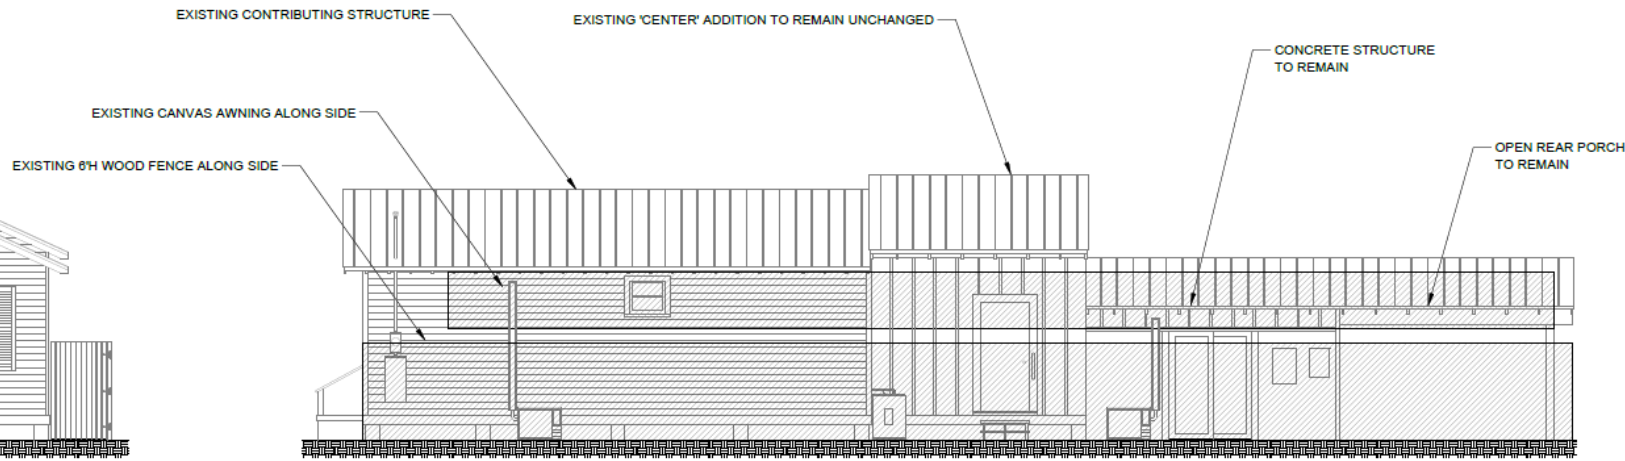 EXISTING CONTRIBUTING STRUCTURE
EXISTING 'CENTER' ADDITION TO REMAIN UNCHANGED
CONCRETE STRUCTURE
TO REMAIN
EXISTING CANVAS AWNING ALONG SIDE
OPEN REAR PORCH
TO REMAIN
EXISTING 6'H WOOD FENCE ALONG SIDE